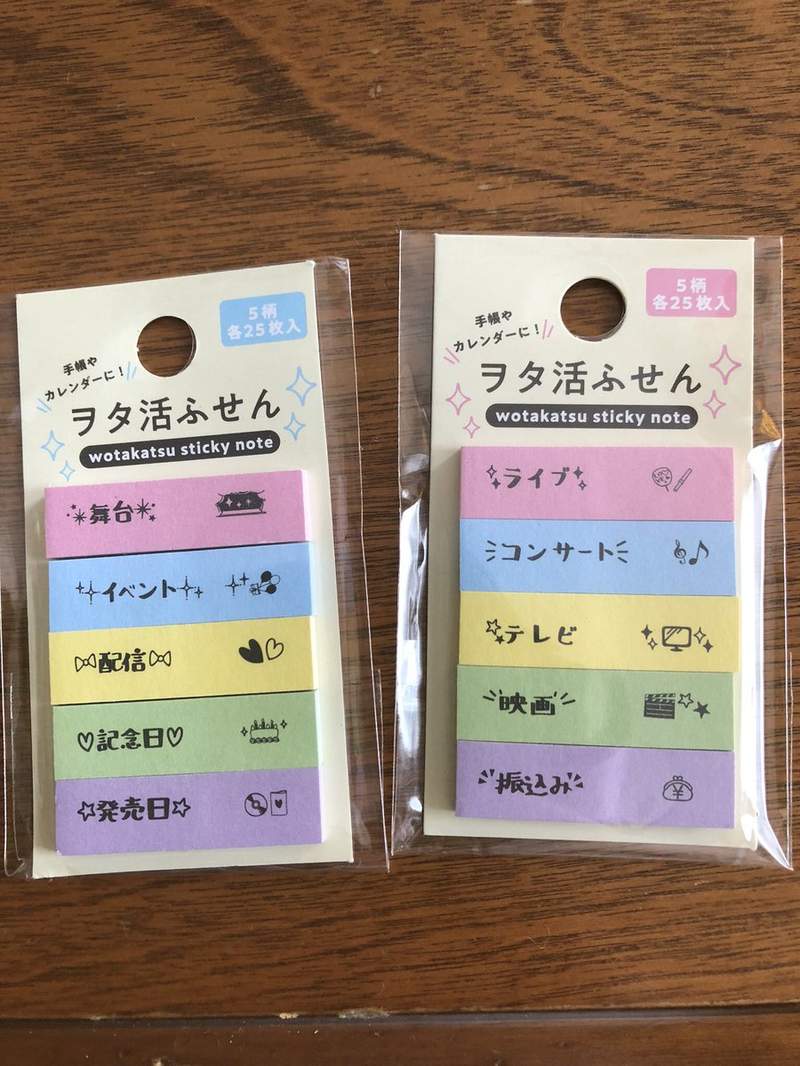 5柄
各25枚入
手帳や
カレンダーに！
ヲタ活ふせん
wotakatsu sticky note
舞台
イベント
配信
記念日
発売日
5柄
各25枚入
手帳や
カレンダーに！
ヲタ活ふせん
wotakatsu sticky note
ライブ
コンサート
テレビ
映画
振込み
¥